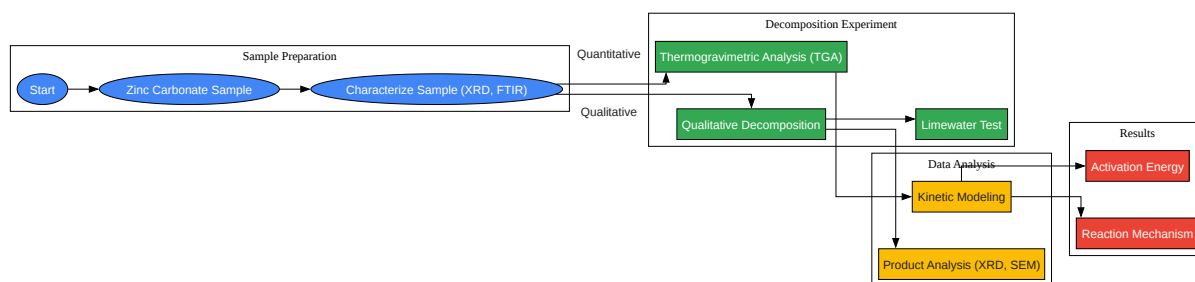 Decomposition Experiment
Sample Preparation
Quantitative
Thermogravimetric Analysis (TGA)
Start
Zinc Carbonate Sample
Characterize Sample (XRD, FTIR)
Qualitative
Qualitative Decomposition
Limewater Test
Results
Data Analysis
Activation Energy
Kinetic Modeling
Reaction Mechanism
Product Analysis (XRD, SEM)